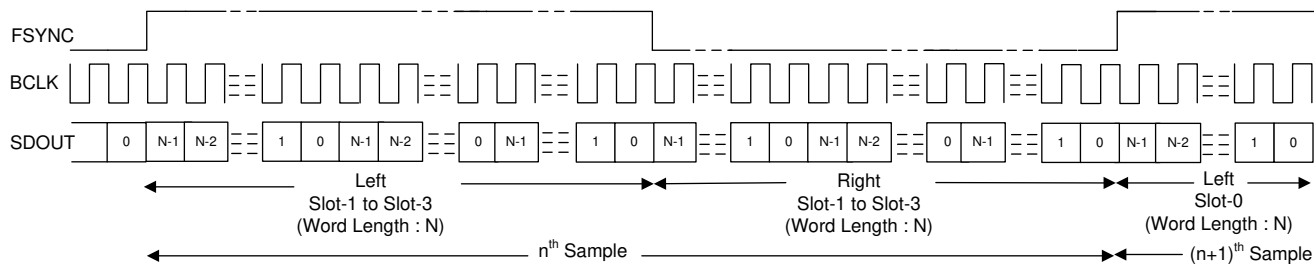 FSYNC
BCLK
SDOUT
0 N-1 N-2 1 0 N-1 N-2 0 N-1 1 0 N-1 1 0 N-1 N-2 0 N-1 1 0 N-1 N-2 1 0
Left
Slot-1 to Slot-3
(Word Length : N)
Right
Slot-1 to Slot-3
(Word Length : N)
Left
Slot-0
(Word Length : N)
nth Sample
(n+1)th Sample